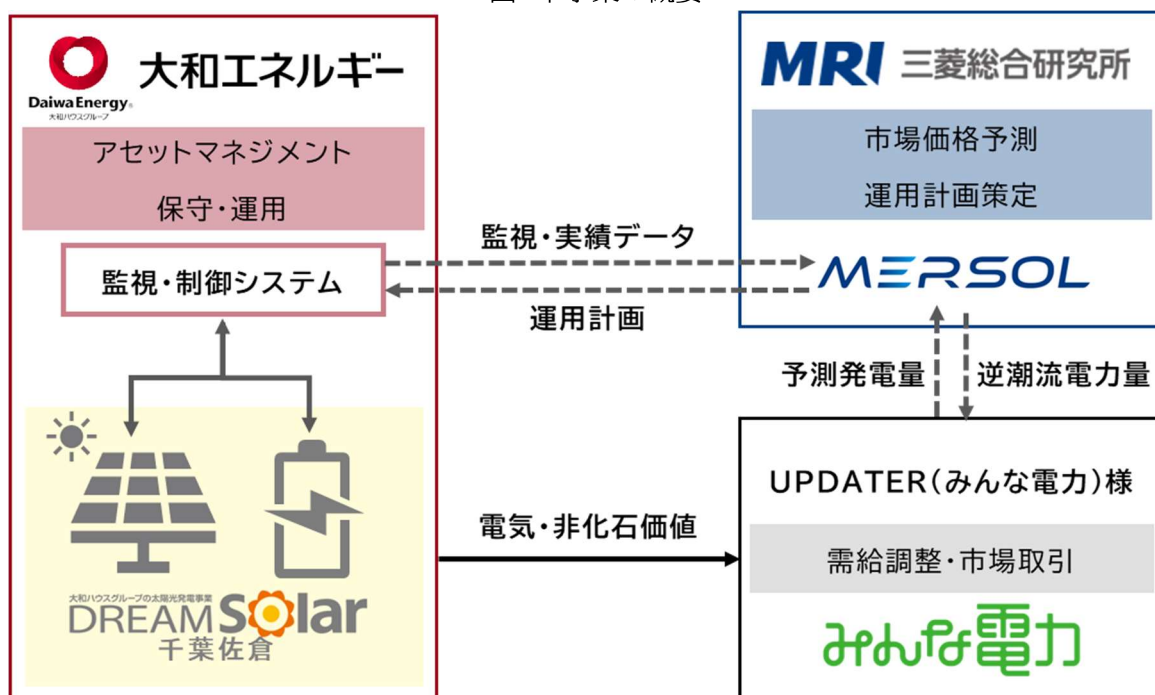 大和エネルギー
Daiwa Energy®
大和ハウスグループ
アセットマネジメント
保守・運用
監視・制御システム
大和ハウスグループの太陽光発電事業
DREAM Solar
千葉佐倉
監視・実績データ
運用計画
電気・非化石価値
MRI 三菱総合研究所
市場価格予測
運用計画策定
MERSOL
予測発電量
逆潮流電力量
UPDATER(みんな電力)様
需給調整・市場取引
みんな電力